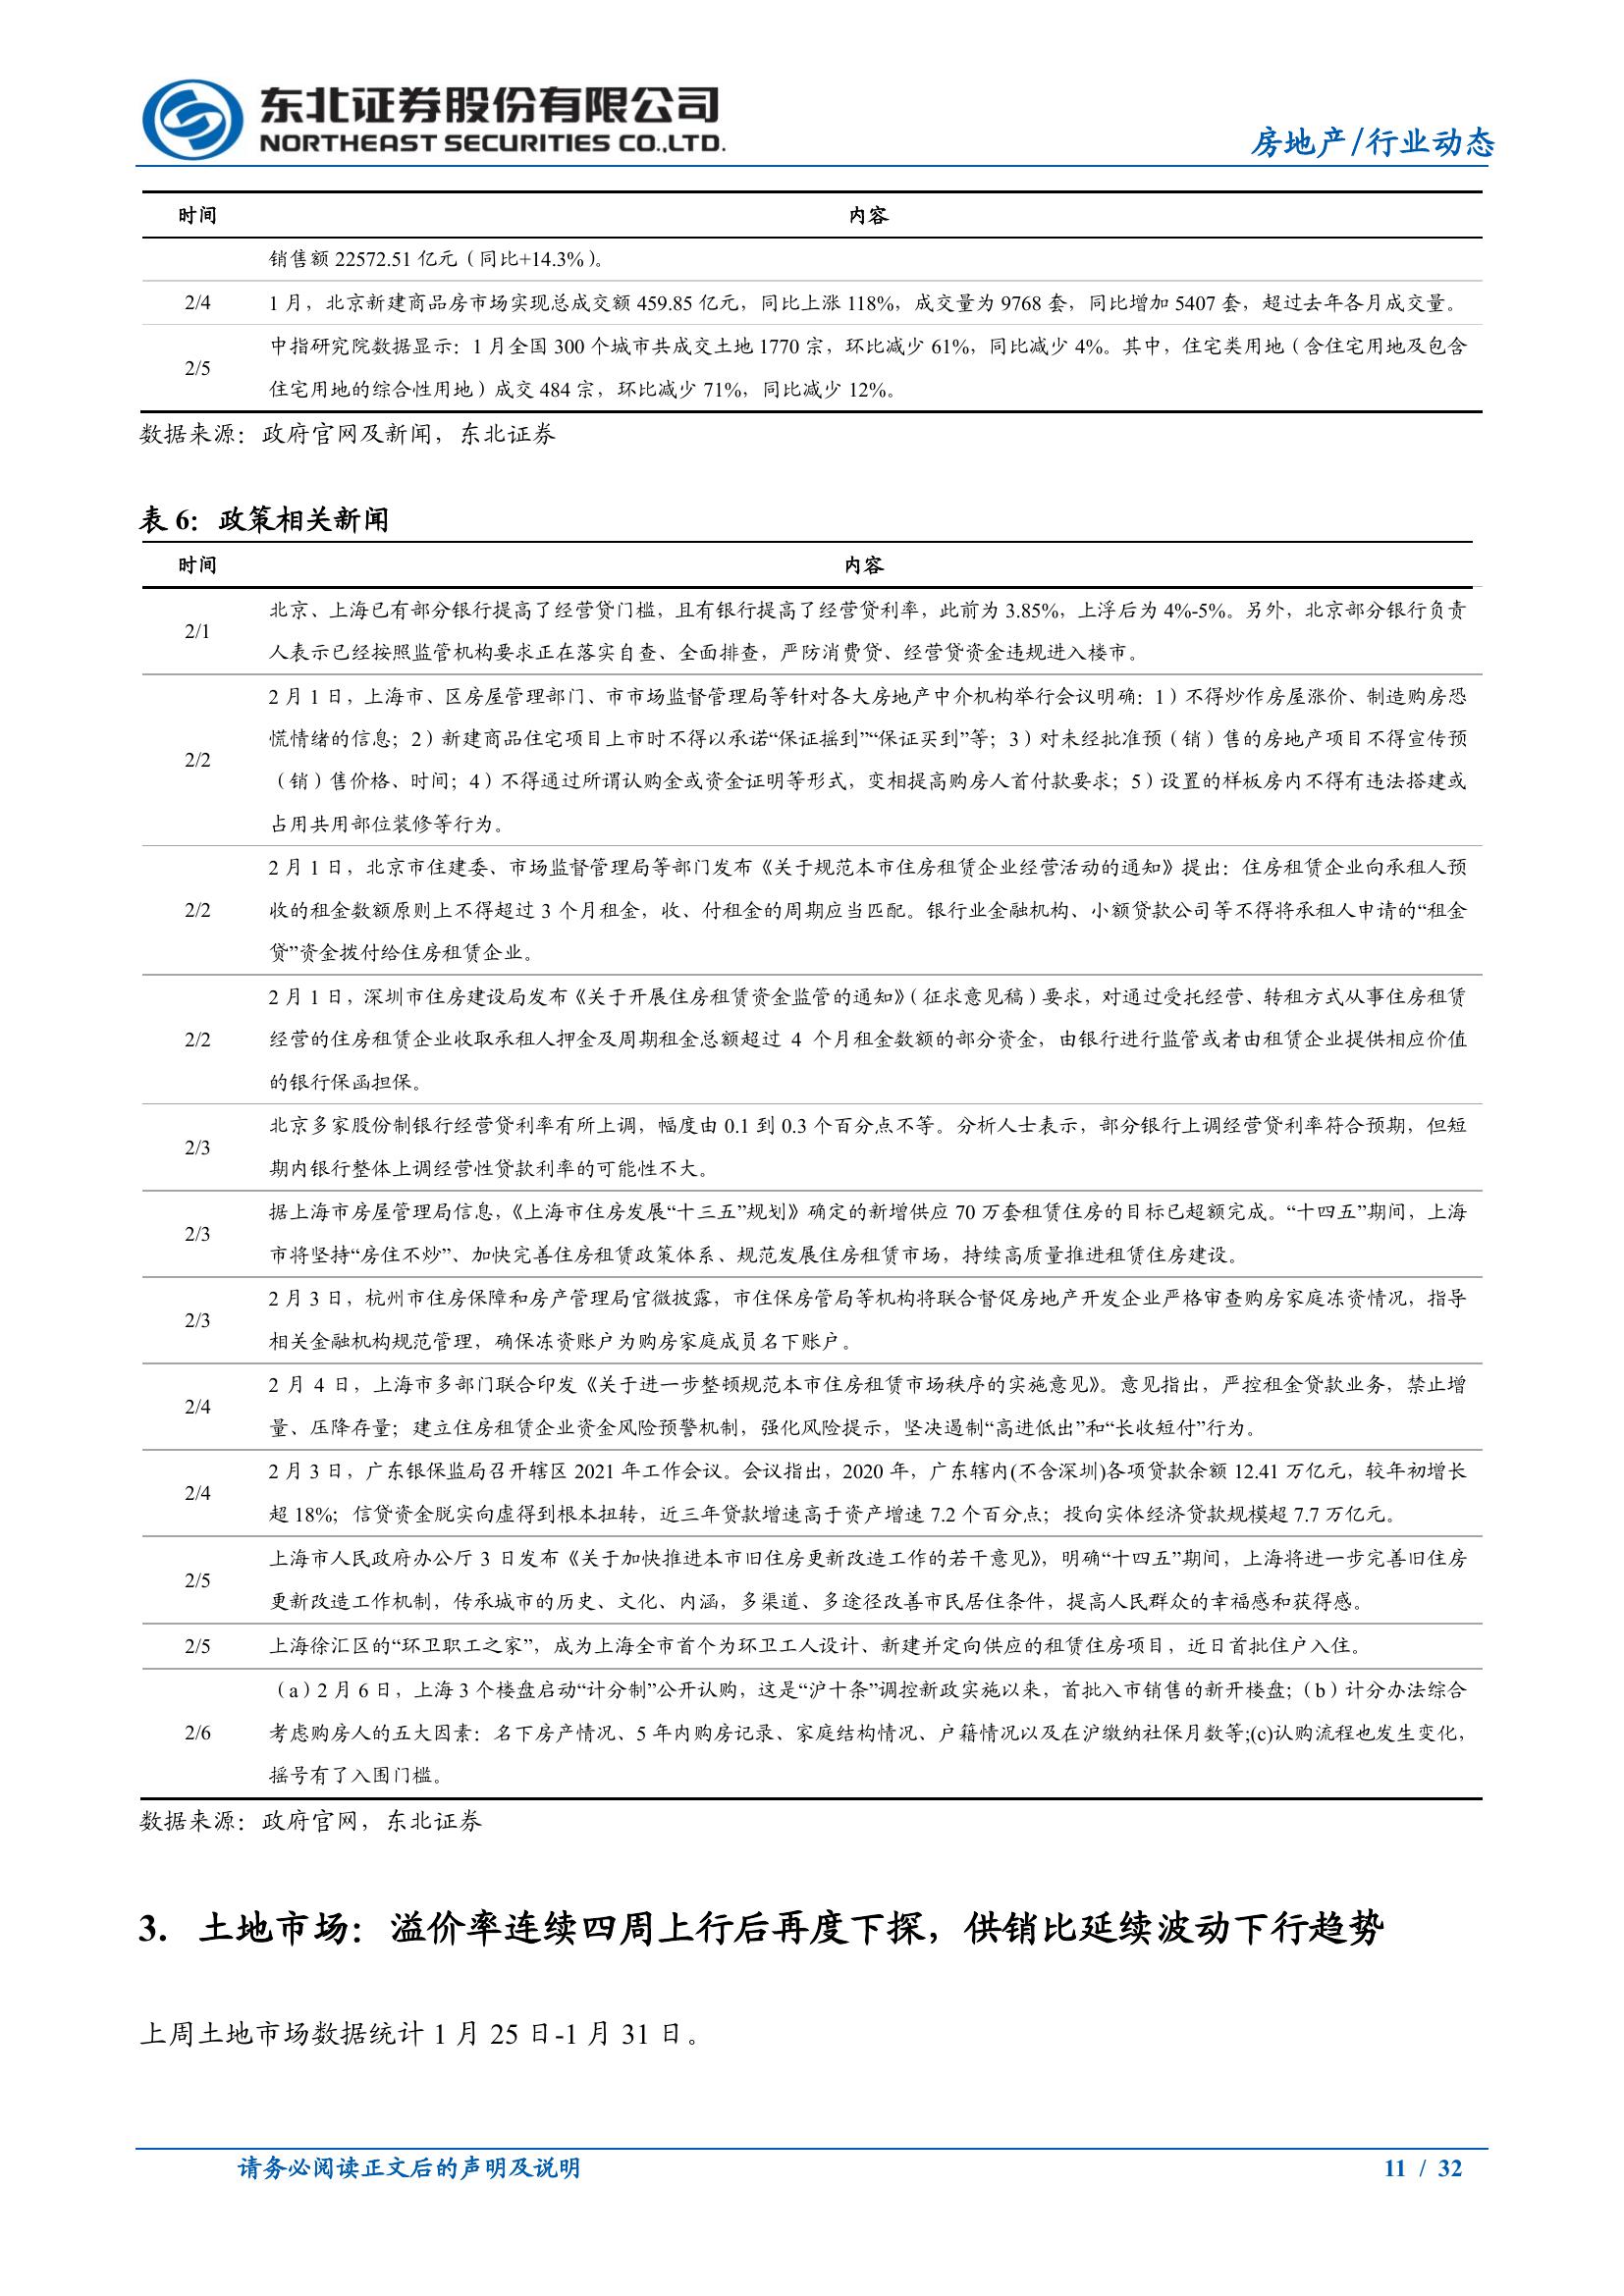 东北证券股份有限公司
NORTHEAST SECURITIES CO.,LTD.
房地产/行业动态
时间 内容
销售额 22572.51 亿元（同比+14.3%）。
2/4 1 月，北京新建商品房市场实现总成交额 459.85 亿元，同比上涨 118%，成交量为 9768 套，同比增加 5407 套，超过去年各月成交量。
中指研究院数据显示：1 月全国 300 个城市共成交土地 1770 宗，环比减少 61%，同比减少 4%。其中，住宅类用地（含住宅用地及包含
2/5
住宅用地的综合性用地）成交 484 宗，环比减少 71%，同比减少 12%。
数据来源：政府官网及新闻，东北证券
表 6：政策相关新闻
时间 内容
北京、上海已有部分银行提高了经营贷门槛，且有银行提高了经营贷利率，此前为 3.85%，上浮后为 4%-5%。另外，北京部分银行负责
2/1
人表示已经按照监管机构要求正在落实自查、全面排查，严防消费贷、经营贷资金违规进入楼市。
2 月 1 日，上海市、区房屋管理部门、市市场监督管理局等针对各大房地产中介机构举行会议明确：1）不得炒作房屋涨价、制造购房恐
慌情绪的信息；2）新建商品住宅项目上市时不得以承诺“保证摇到”“保证买到”等；3）对未经批准预（销）售的房地产项目不得宣传预
2/2
（销）售价格、时间；4）不得通过所谓认购金或资金证明等形式，变相提高购房人首付款要求；5）设置的样板房内不得有违法搭建或
占用共用部位装修等行为。
2 月 1 日，北京市住建委、市场监督管理局等部门发布《关于规范本市住房租赁企业经营活动的通知》提出：住房租赁企业向承租人预
2/2 收的租金数额原则上不得超过 3 个月租金，收、付租金的周期应当匹配。银行业金融机构、小额贷款公司等不得将承租人申请的“租金
贷”资金拨付给住房租赁企业。
2 月 1 日，深圳市住房建设局发布《关于开展住房租赁资金监管的通知》（征求意见稿）要求，对通过受托经营、转租方式从事住房租赁
2/2 经营的住房租赁企业收取承租人押金及周期租金总额超过 4 个月租金数额的部分资金，由银行进行监管或者由租赁企业提供相应价值
的银行保函担保。
北京多家股份制银行经营贷利率有所上调，幅度由 0.1 到 0.3 个百分点不等。分析人士表示，部分银行上调经营贷利率符合预期，但短
2/3
期内银行整体上调经营性贷款利率的可能性不大。
据上海市房屋管理局信息，《上海市住房发展“十三五”规划》确定的新增供应 70 万套租赁住房的目标已超额完成。“十四五”期间，上海
2/3
市将坚持“房住不炒”、加快完善住房租赁政策体系、规范发展住房租赁市场，持续高质量推进租赁住房建设。
2 月 3 日，杭州市住房保障和房产管理局官微披露，市住保房管局等机构将联合督促房地产开发企业严格审查购房家庭冻资情况，指导
2/3
相关金融机构规范管理，确保冻资账户为购房家庭成员名下账户。
2 月 4 日，上海市多部门联合印发《关于进一步整顿规范本市住房租赁市场秩序的实施意见》。意见指出，严控租金贷款业务，禁止增
2/4
量、压降存量；建立住房租赁企业资金风险预警机制，强化风险提示，坚决遏制“高进低出”和“长收短付”行为。
2 月 3 日，广东银保监局召开辖区 2021 年工作会议。会议指出，2020 年，广东辖内(不含深圳)各项贷款余额 12.41 万亿元，较年初增长
2/4
超 18%；信贷资金脱实向虚得到根本扭转，近三年贷款增速高于资产增速 7.2 个百分点；投向实体经济贷款规模超 7.7 万亿元。
上海市人民政府办公厅 3 日发布《关于加快推进本市旧住房更新改造工作的若干意见》，明确“十四五”期间，上海将进一步完善旧住房
2/5
更新改造工作机制，传承城市的历史、文化、内涵，多渠道、多途径改善市民居住条件，提高人民群众的幸福感和获得感。
2/5 上海徐汇区的“环卫职工之家”，成为上海全市首个为环卫工人设计、新建并定向供应的租赁住房项目，近日首批住户入住。
（a）2 月 6 日，上海 3 个楼盘启动“计分制”公开认购，这是“沪十条”调控新政实施以来，首批入市销售的新开楼盘；（b）计分办法综合
2/6 考虑购房人的五大因素：名下房产情况、5 年内购房记录、家庭结构情况、户籍情况以及在沪缴纳社保月数等;(c)认购流程也发生变化，
摇号有了入围门槛。
数据来源：政府官网，东北证券
3. 土地市场：溢价率连续四周上行后再度下探，供销比延续波动下行趋势
上周土地市场数据统计 1 月 25 日-1 月 31 日。
请务必阅读正文后的声明及说明 11 / 32